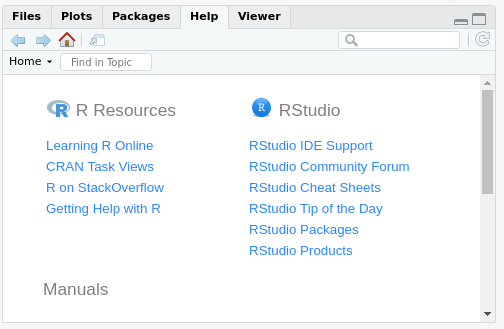 Files Plots Packages Help Viewer
Home Find in Topic
R R Resources R RStudio
Learning R Online RStudio IDE Support
CRAN Task Views RStudio Community Forum
R on StackOverflow RStudio Cheat Sheets
Getting Help with R RStudio Tip of the Day
RStudio Packages
RStudio Products
Manuals